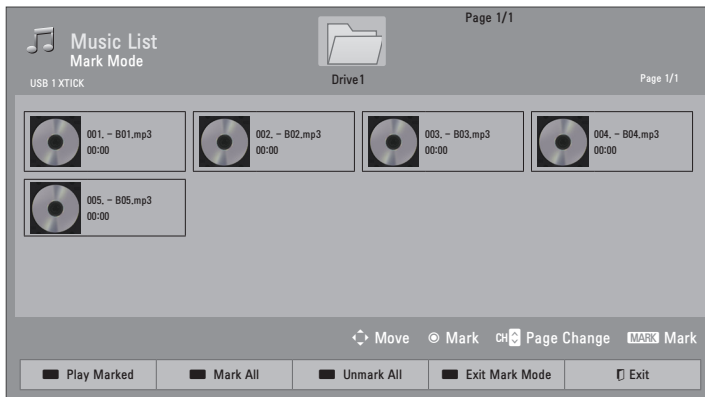 Page 1/1
Music List
Mark Mode
USB 1 XTICK
Drive1
Page 1/1
001. - B01.mp3
00:00
002. - B02.mp3
00:00
003. - B03.mp3
00:00
004. - B04.mp3
00:00
005. - B05.mp3
00:00
Move Mark CH Page Change MARK Mark
Play Marked Mark All Unmark All Exit Mark Mode Exit